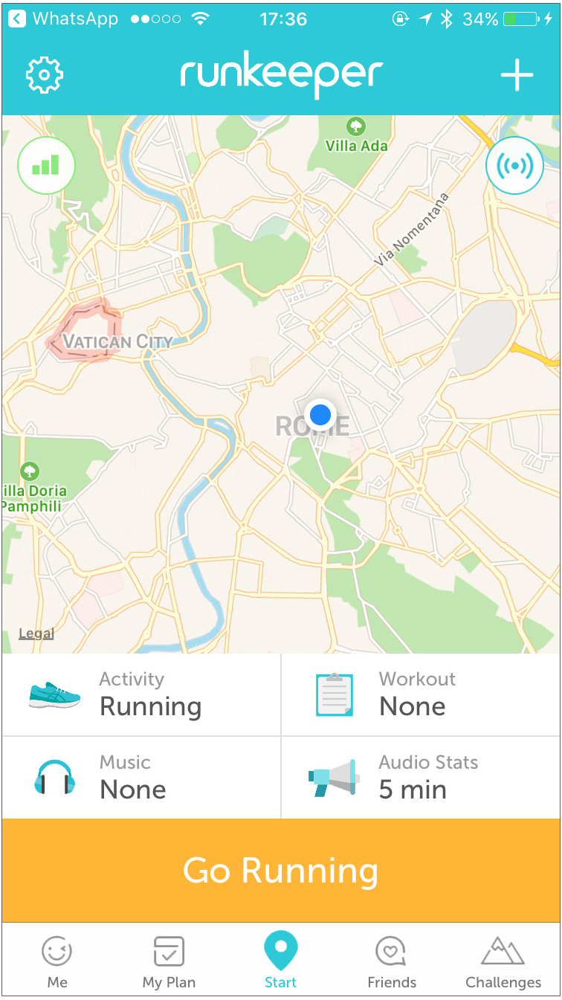 WhatsApp 17:36 34%
runkeeper
Villa Ada
Via Nomentana
VATICAN CITY
ROME
illa Doria
Pamphili
Legal
Activity
Running
Workout
None
Music
None
Audio Stats
5 min
Go Running
Me My Plan Start Friends Challenges